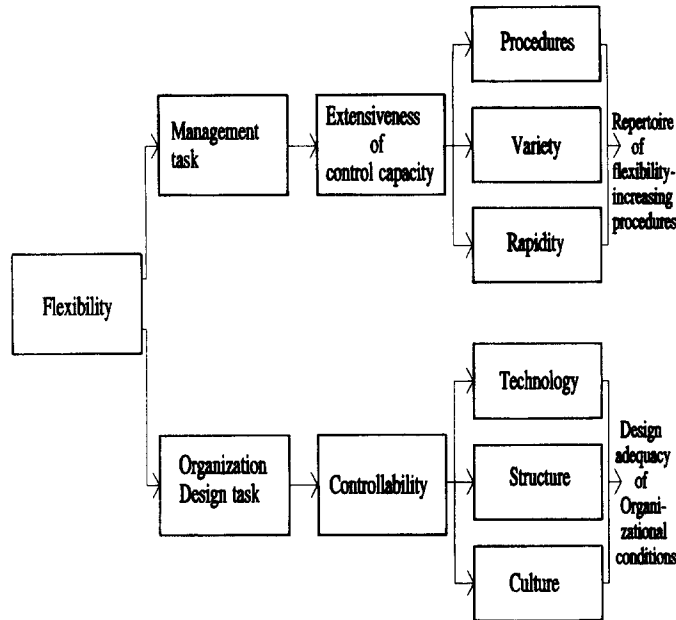 Flexibility
Management
task
Extensiveness
of
control capacity
Procedures
Variety
Rapidity
Repertoire
of
flexibility-
increasing
procedures
Organization
Design task
Controllability
Technology
Structure
Culture
Design
adequacy
of
Organi-
zational
conditions